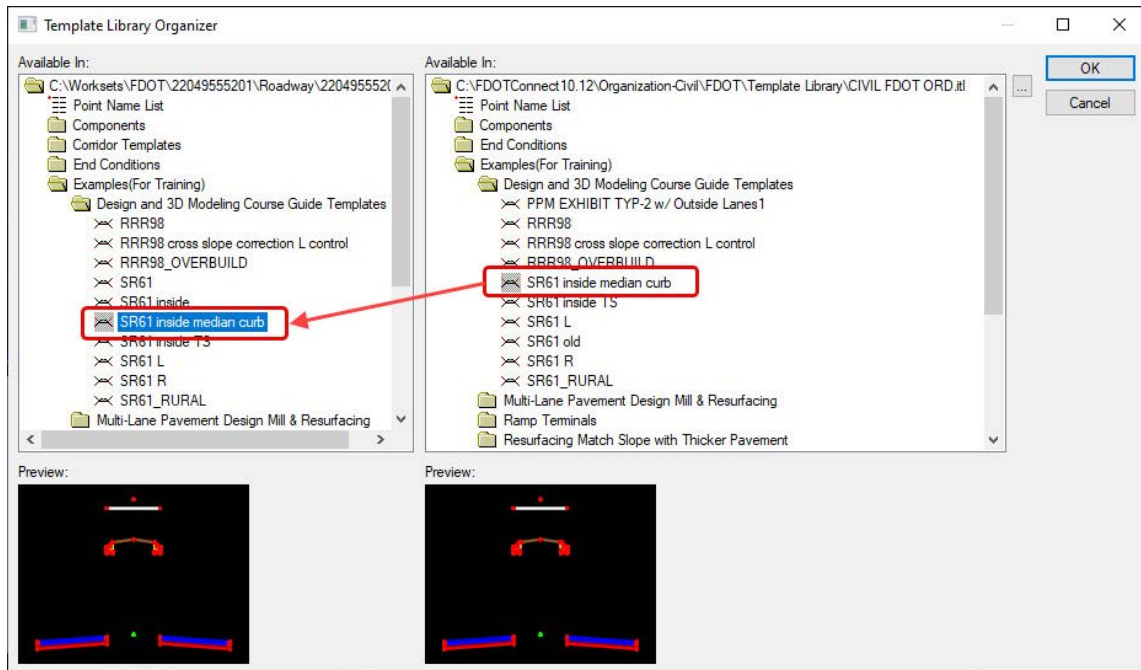 Template Library Organizer
Available In:
C:\Worksets\FDOT\22049555201\Roadway\2204955520
Point Name List
Components
Corridor Templates
End Conditions
Examples(For Training)
Design and 3D Modeling Course Guide Templates
RRR98
RRR98 cross slope correction L control
RRR98_OVERBUILD
SR61
SR61 inside
SR61 inside median curb
SR61 inside TS
SR61 L
SR61 R
SR61_RURAL
Multi-Lane Pavement Design Mill & Resurfacing
Preview:
Available In:
C:\FDOTConnect10.12\Organization-Civil\FDOT\Template Library\CIVIL FDOT ORD.itl
Point Name List
Components
End Conditions
Examples(For Training)
Design and 3D Modeling Course Guide Templates
PPM EXHIBIT TYP-2 w/ Outside Lanes1
RRR98
RRR98 cross slope correction L control
RRR98_OVERBUILD
SR61 inside median curb
SR61 inside TS
SR61 L
SR61 old
SR61 R
SR61_RURAL
Multi-Lane Pavement Design Mill & Resurfacing
Ramp Terminals
Resurfacing Match Slope with Thicker Pavement
Preview:
...
OK
Cancel